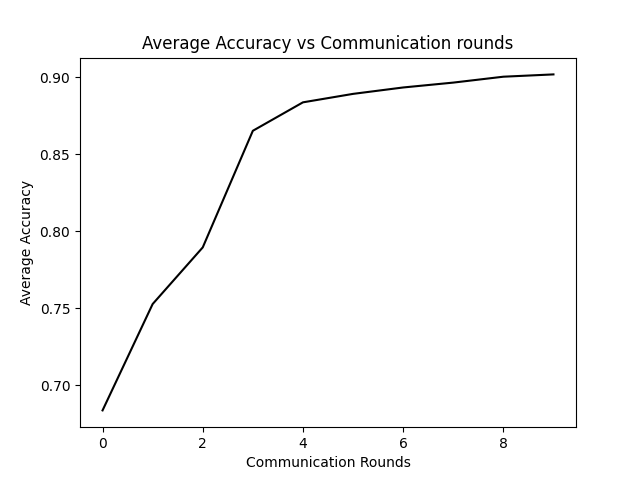 Average Accuracy vs Communication rounds
0.90
0.85
0.80
0.75
0.70
Average Accuracy
0 2 4 6 8
Communication Rounds